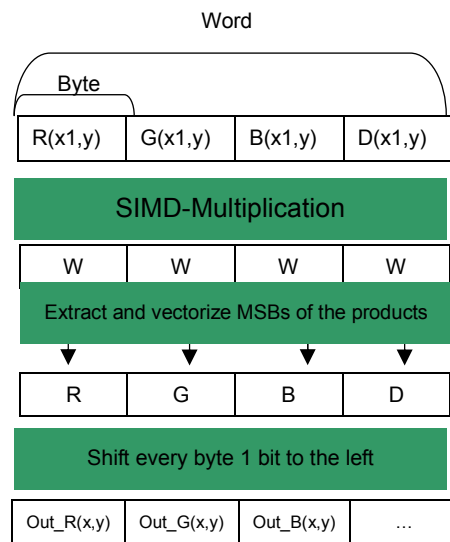 Word
Byte
R(x1,y) G(x1,y) B(x1,y) D(x1,y)
SIMD-Multiplication
W W W W
Extract and vectorize MSBs of the products
R G B D
Shift every byte 1 bit to the left
Out_R(x,y) Out_G(x,y) Out_B(x,y) …